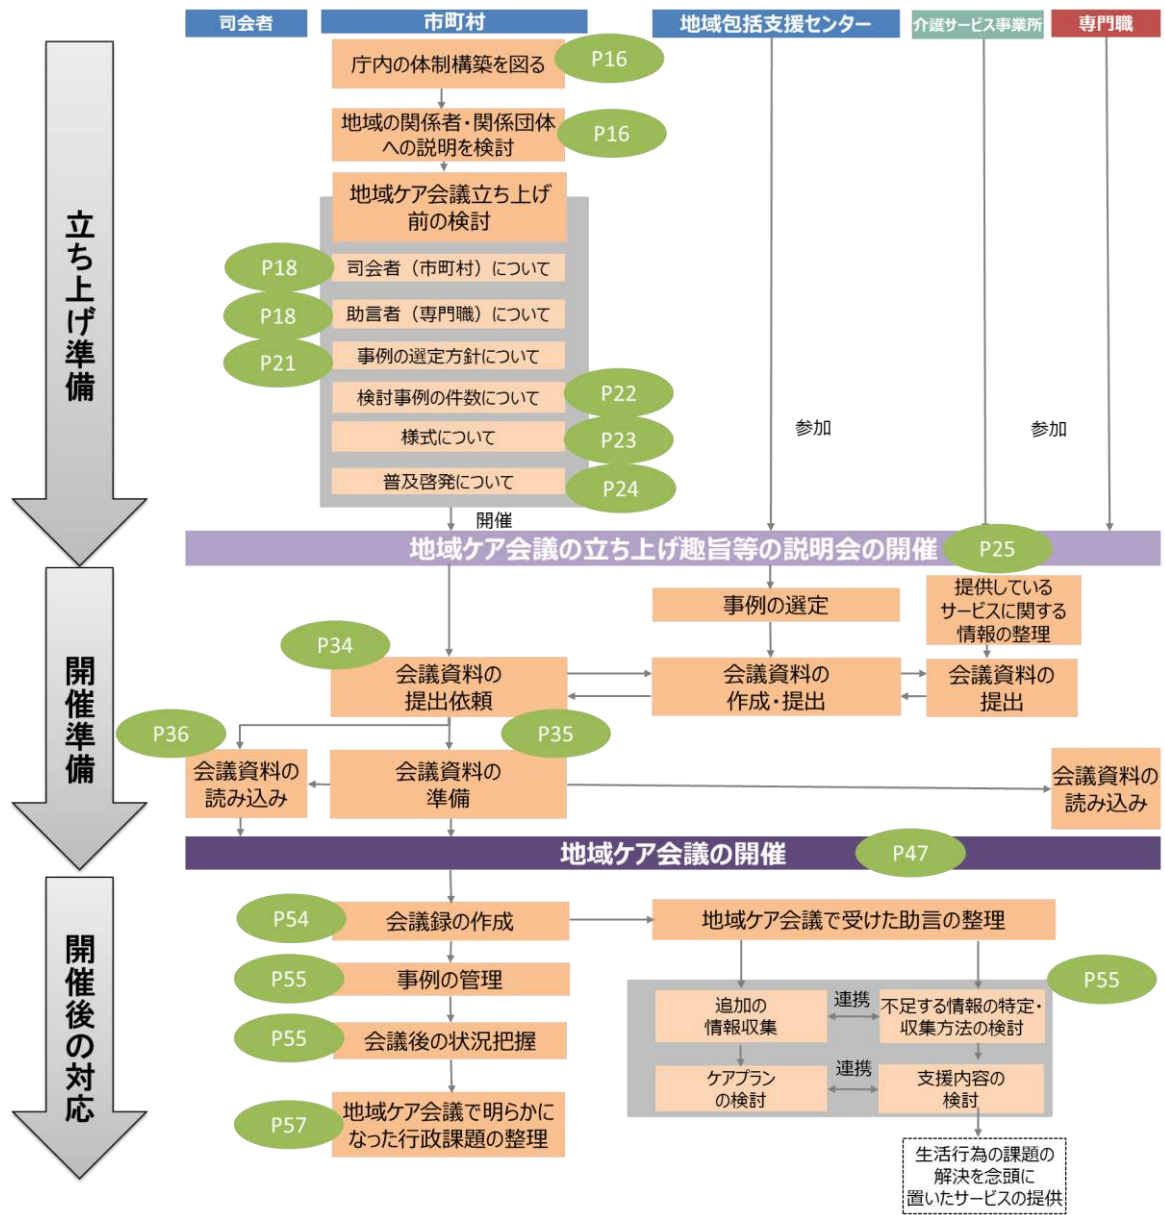 司会者
市町村
地域包括支援センター
介護サービス事業所
専門職
立ち上げ準備
庁内の体制構築を図る
P16
地域の関係者・関係団体
への説明を検討
P16
地域ケア会議立ち上げ
前の検討
P18
司会者（市町村）について
P18
助言者（専門職）について
P21
事例の選定方針について
検討事例の件数について
P22
様式について
P23
普及啓発について
P24
参加
参加
開催
地域ケア会議の立ち上げ趣旨等の説明会の開催
P25
開催準備
事例の選定
提供している
サービスに関する
情報の整理
P34
会議資料の
提出依頼
会議資料の
作成・提出
会議資料の
提出
P36
P35
会議資料の
読み込み
会議資料の
準備
会議資料の
読み込み
地域ケア会議の開催
P47
開催後の対応
P54
会議録の作成
地域ケア会議で受けた助言の整理
P55
事例の管理
P55
追加の
情報収集
連携
不足する情報の特定・
収集方法の検討
P55
会議後の状況把握
ケアプラン
の検討
連携
支援内容の
検討
P57
地域ケア会議で明らかに
なった行政課題の整理
生活行為の課題の
解決を念頭に
置いたサービスの提供